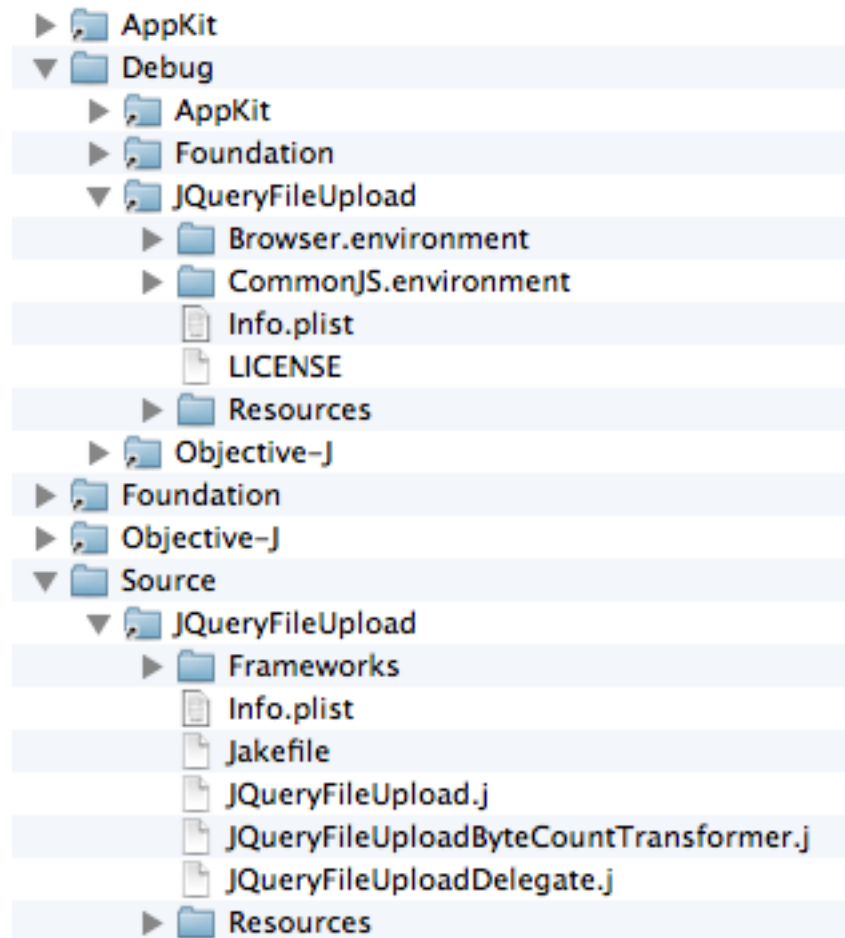 AppKit
Debug
AppKit
Foundation
JQueryFileUpload
Browser.environment
CommonJS.environment
Info.plist
LICENSE
Resources
Objective-J
Foundation
Objective-J
Source
JQueryFileUpload
Frameworks
Info.plist
Jakefile
JQueryFileUpload.j
JQueryFileUploadByteCountTransformer.j
JQueryFileUploadDelegate.j
Resources